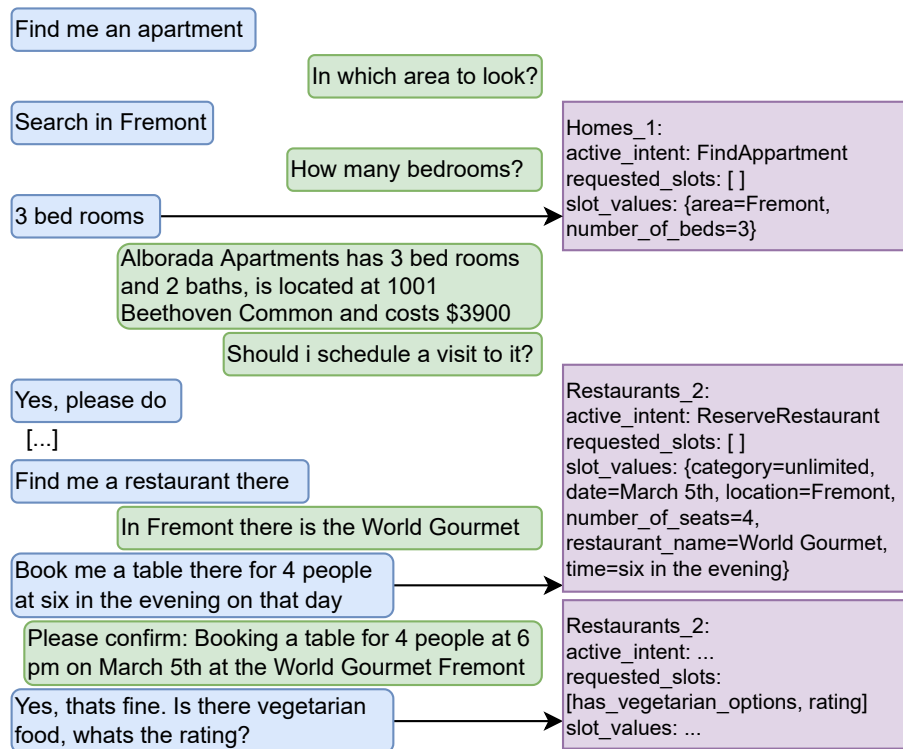 Find me an apartment
In which area to look?
Search in Fremont
How many bedrooms?
3 bed rooms
Homes_1:
active_intent: FindAppartment
requested_slots: [ ]
slot_values: {area=Fremont,
number_of_beds=3}
Alborada Apartments has 3 bed rooms
and 2 baths, is located at 1001
Beethoven Common and costs $3900
Should i schedule a visit to it?
Yes, please do
[...]
Find me a restaurant there
In Fremont there is the World Gourmet
Book me a table there for 4 people
at six in the evening on that day
Restaurants_2:
active_intent: ReserveRestaurant
requested_slots: [ ]
slot_values: {category=unlimited,
date=March 5th, location=Fremont,
number_of_seats=4,
restaurant_name=World Gourmet,
time=six in the evening}
Please confirm: Booking a table for 4 people at 6
pm on March 5th at the World Gourmet Fremont
Yes, thats fine. Is there vegetarian
food, whats the rating?
Restaurants_2:
active_intent: ...
requested_slots:
[has_vegetarian_options, rating]
slot_values: ...